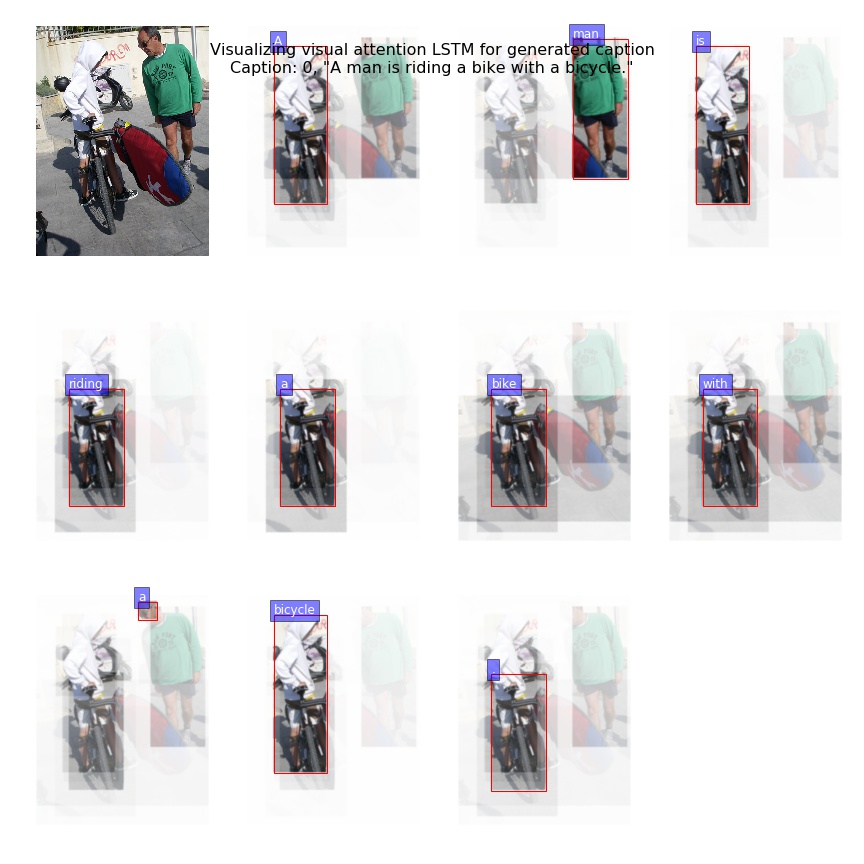 A
man
is
Visualizing visual attention LSTM for generated caption
Caption: 0, "A man is riding a bike with a bicycle."
riding
a
bike
with
a
bicycle